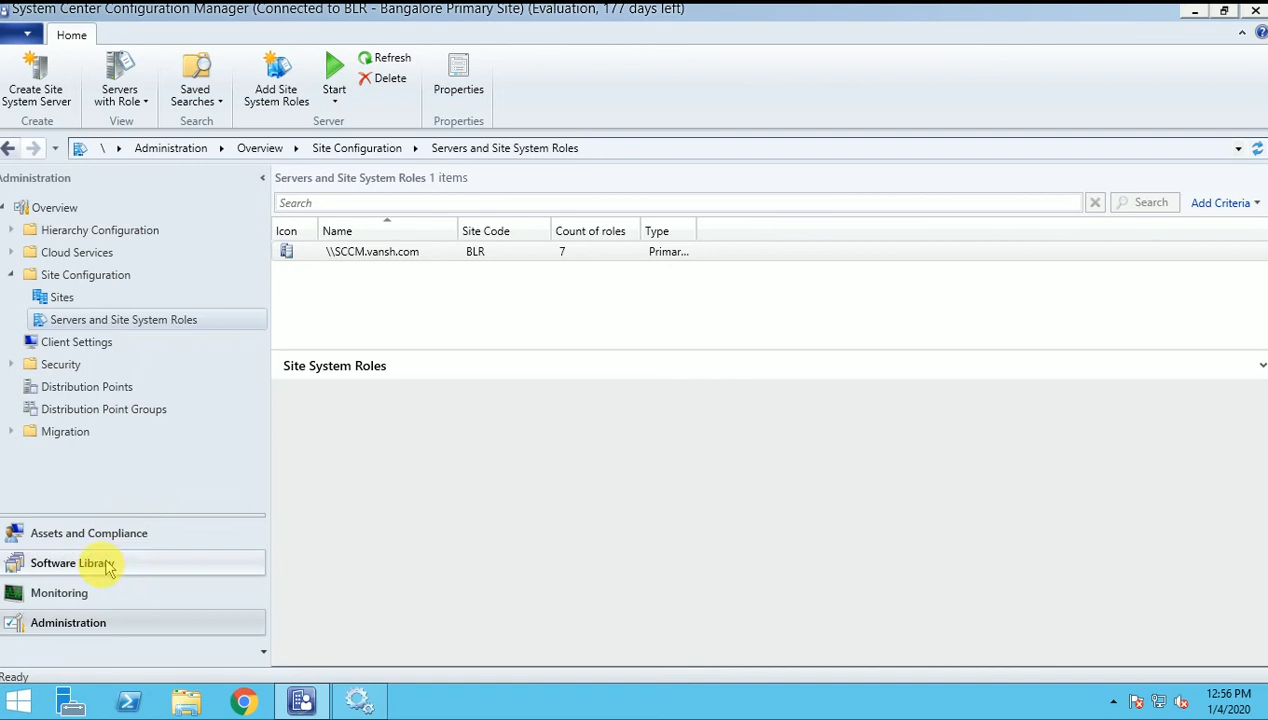 System Center Configuration Manager (Connected to BLR - Bangalore Primary Site) (Evaluation, 177 days left)
Home
Create Site System Server
Servers with Role
Saved Searches
Add Site System Roles
Start
Refresh
Delete
Properties
Create
View
Search
Server
Properties
\ Administration Overview Site Configuration Servers and Site System Roles
Administration
Overview
Hierarchy Configuration
Cloud Services
Site Configuration
Sites
Servers and Site System Roles
Client Settings
Security
Distribution Points
Distribution Point Groups
Migration
Assets and Compliance
Software Library
Monitoring
Administration
Servers and Site System Roles 1 items
Search
Search
Add Criteria
Icon Name Site Code Count of roles Type
\\SCCM.vansh.com BLR 7 Primar...
Site System Roles
Ready
12:56 PM
1/4/2020